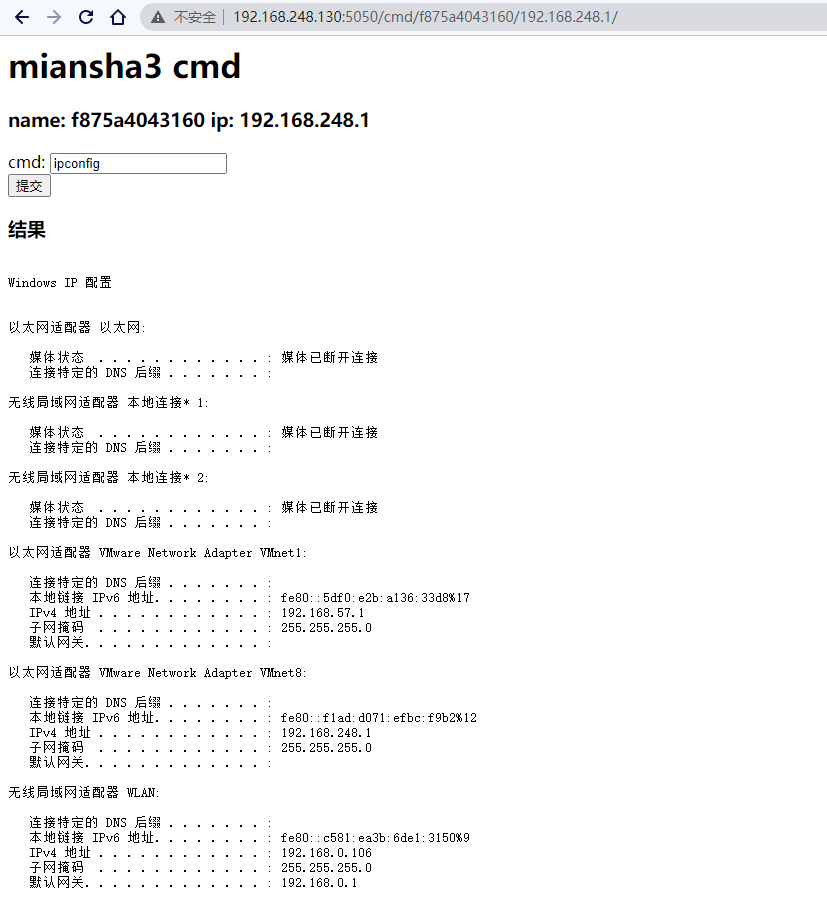 不安全 | 192.168.248.130:5050/cmd/f875a4043160/192.168.248.1/
miansha3 cmd
name: f875a4043160 ip: 192.168.248.1
cmd: ipconfig
提交
结果
Windows IP 配置
以太网适配器 以太网:
媒体状态 . . . . . . . . . . . . : 媒体已断开连接
连接特定的 DNS 后缀 . . . . . . . :
无线局域网适配器 本地连接* 1:
媒体状态 . . . . . . . . . . . . : 媒体已断开连接
连接特定的 DNS 后缀 . . . . . . . :
无线局域网适配器 本地连接* 2:
媒体状态 . . . . . . . . . . . . : 媒体已断开连接
连接特定的 DNS 后缀 . . . . . . . :
以太网适配器 VMware Network Adapter VMnet1:
连接特定的 DNS 后缀 . . . . . . . :
本地链接 IPv6 地址. . . . . . . . : fe80::5df0:e2b:a136:33d8%17
IPv4 地址 . . . . . . . . . . . . : 192.168.57.1
子网掩码 . . . . . . . . . . . . : 255.255.255.0
默认网关. . . . . . . . . . . . . :
以太网适配器 VMware Network Adapter VMnet8:
连接特定的 DNS 后缀 . . . . . . . :
本地链接 IPv6 地址. . . . . . . . : fe80::f1ad:d071:efbc:f9b2%12
IPv4 地址 . . . . . . . . . . . . : 192.168.248.1
子网掩码 . . . . . . . . . . . . : 255.255.255.0
默认网关. . . . . . . . . . . . . :
无线局域网适配器 WLAN:
连接特定的 DNS 后缀 . . . . . . . :
本地链接 IPv6 地址. . . . . . . . : fe80::c581:ea3b:6de1:3150%9
IPv4 地址 . . . . . . . . . . . . : 192.168.0.106
子网掩码 . . . . . . . . . . . . : 255.255.255.0
默认网关. . . . . . . . . . . . . : 192.168.0.1